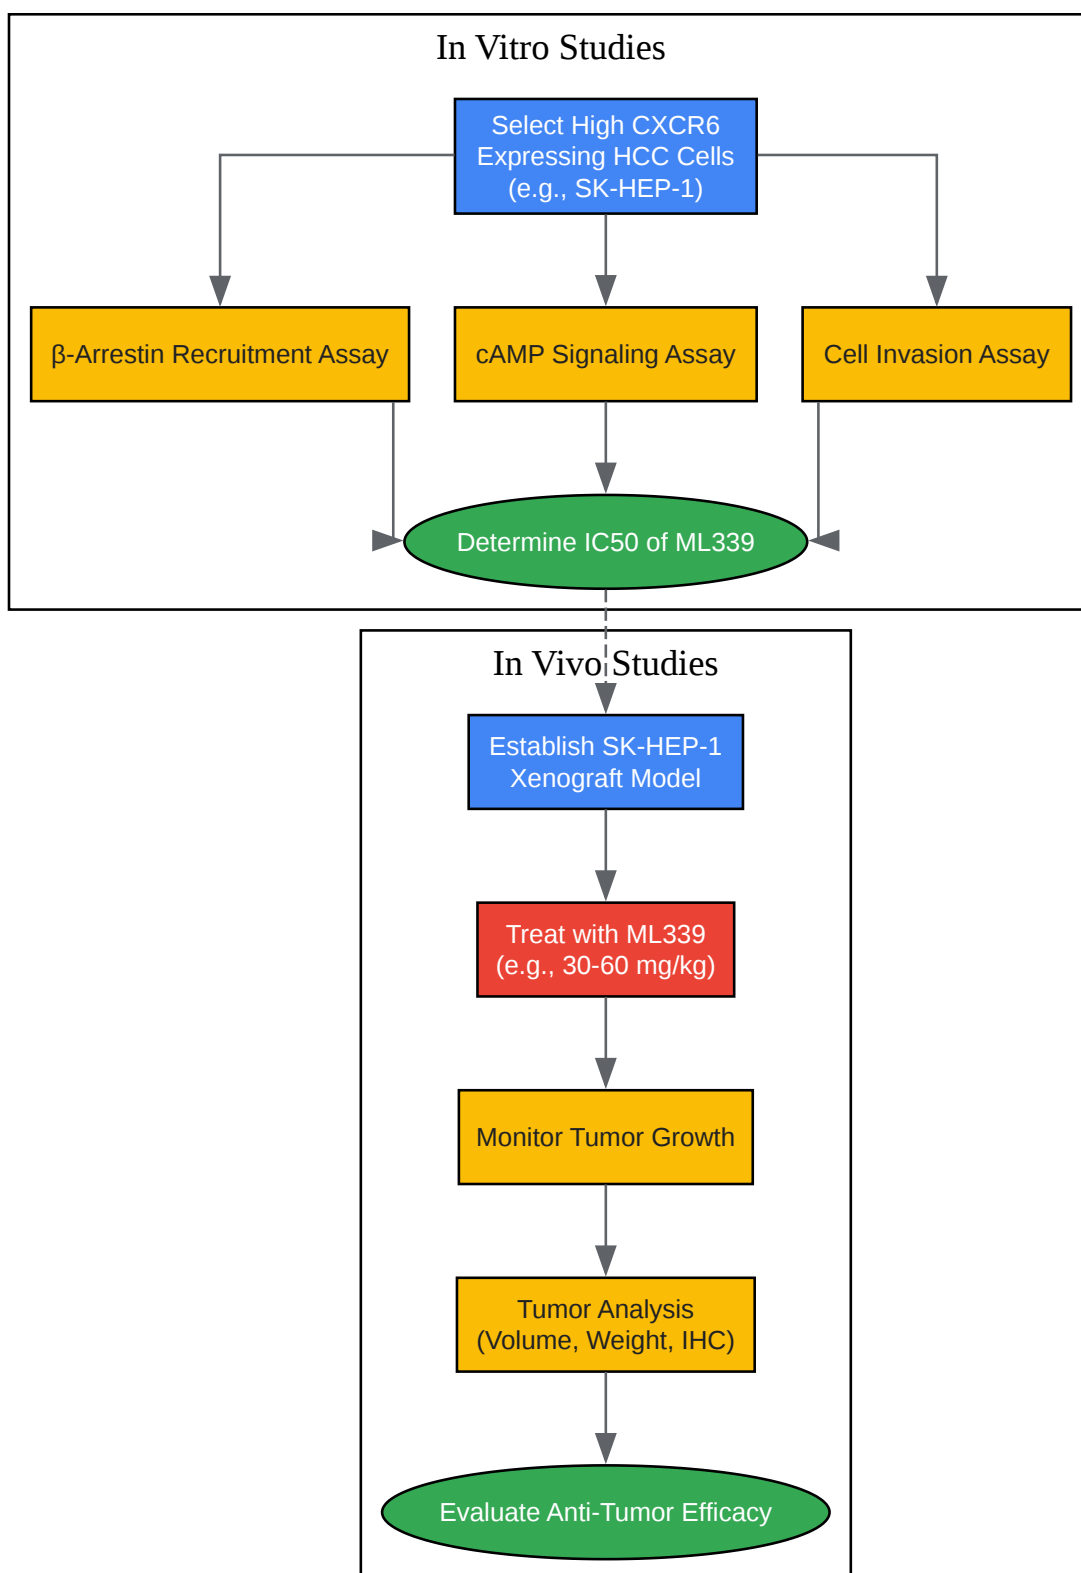 In Vitro Studies
Select High CXCR6
Expressing HCC Cells
(e.g., SK-HEP-1)
β-Arrestin Recruitment Assay
cAMP Signaling Assay
Cell Invasion Assay
Determine IC50 of ML339
In Vivo Studies
Establish SK-HEP-1
Xenograft Model
Treat with ML339
(e.g., 30-60 mg/kg)
Monitor Tumor Growth
Tumor Analysis
(Volume, Weight, IHC)
Evaluate Anti-Tumor Efficacy